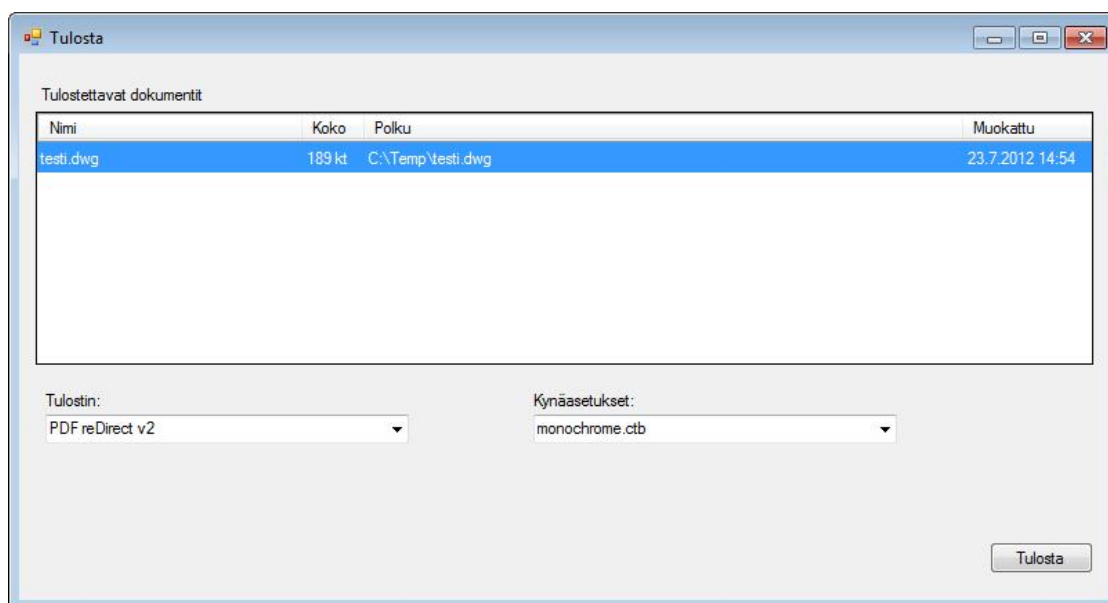 Tulosta
Tulostettavat dokumentit
Nimi Koko Polku Muokattu
testi.dwg 189 kt C:\Temp\testi.dwg 23.7.2012 14:54
Tulostin: Kynäasetukset:
PDF reDirect v2 monochrome.ctb
Tulosta